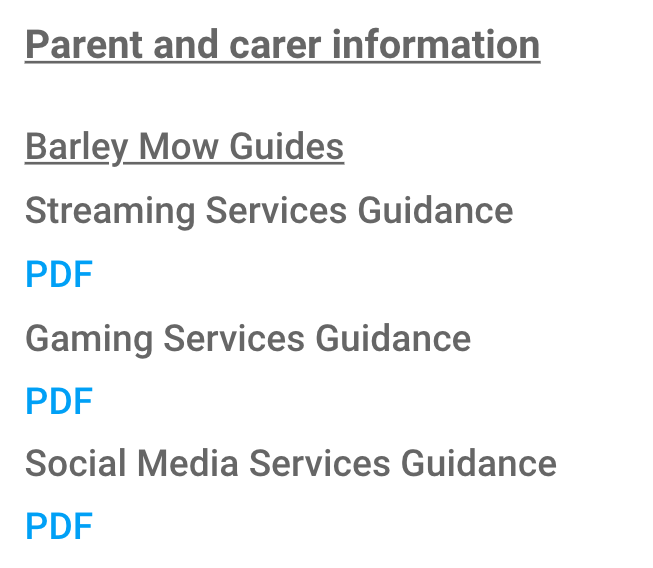 Parent and carer information
Barley Mow Guides
Streaming Services Guidance
PDF
Gaming Services Guidance
PDF
Social Media Services Guidance
PDF